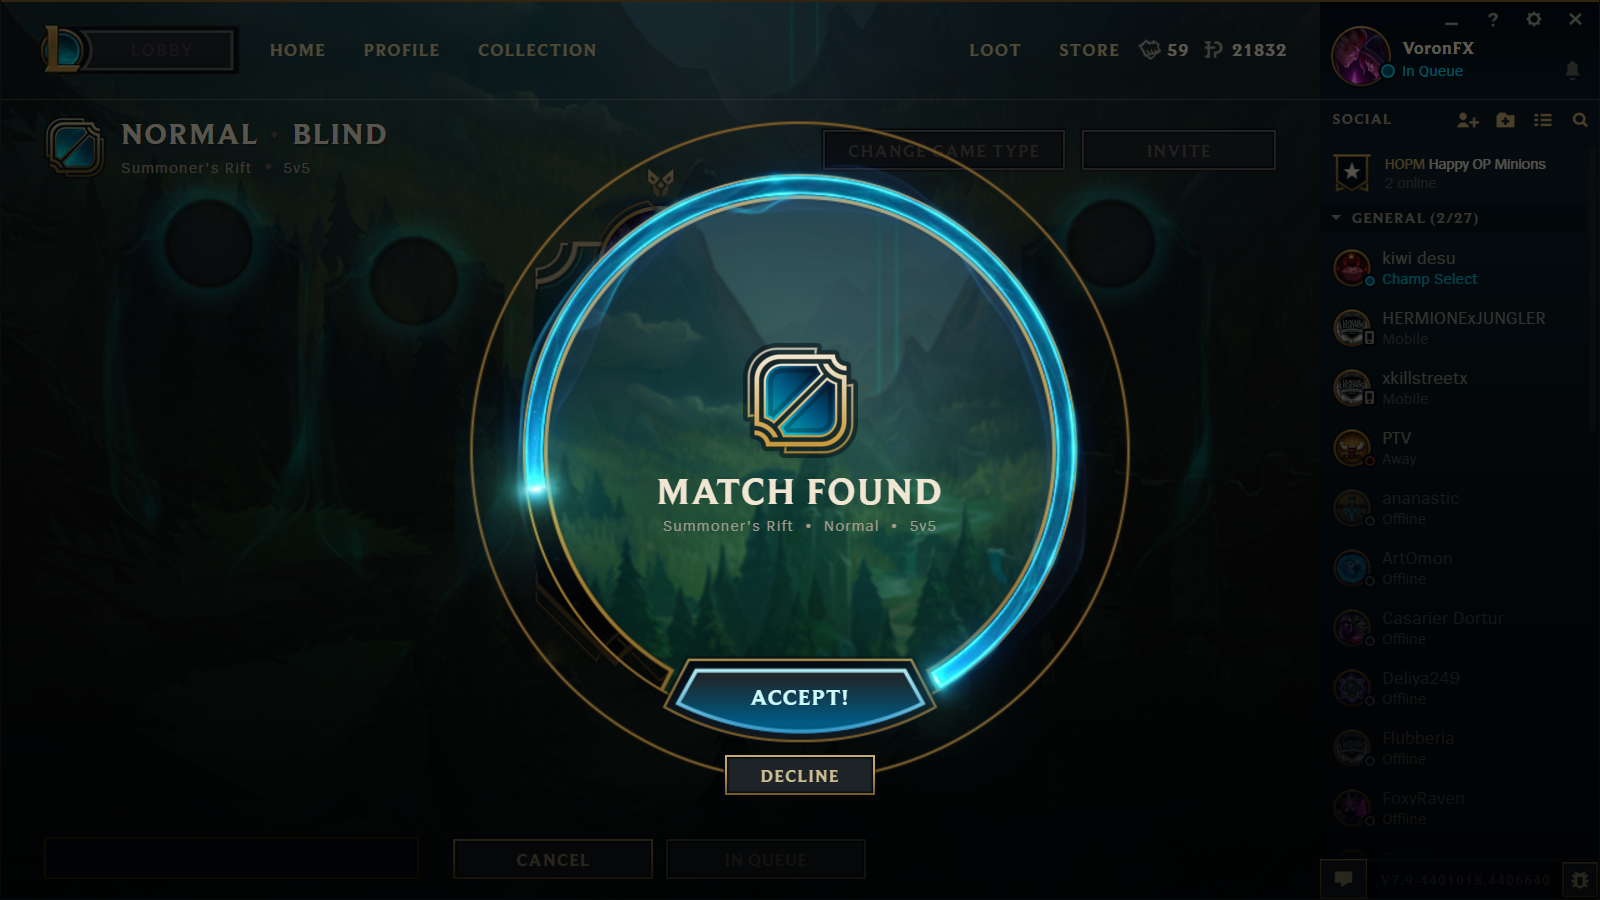 LOBBY
HOME
PROFILE
COLLECTION
LOOT
STORE
59
21832
?
VoronFX
In Queue
NORMAL • BLIND
Summoner's Rift • 5v5
CHANGE GAME TYPE
INVITE
SOCIAL
HOPM Happy OP Minions
2 online
GENERAL (2/27)
kiwi desu
Champ Select
HERMIONExJUNGLER
Mobile
xkillstreetx
Mobile
PTV
Away
ananastic
Offline
ArtOmon
Offline
Casarier Dortur
Offline
Deliya249
Offline
Flubberia
Offline
FoxyRaven
Offline
MATCH FOUND
Summoner's Rift • Normal • 5v5
ACCEPT!
DECLINE
CANCEL
IN QUEUE
V7.9-4401018.4406640